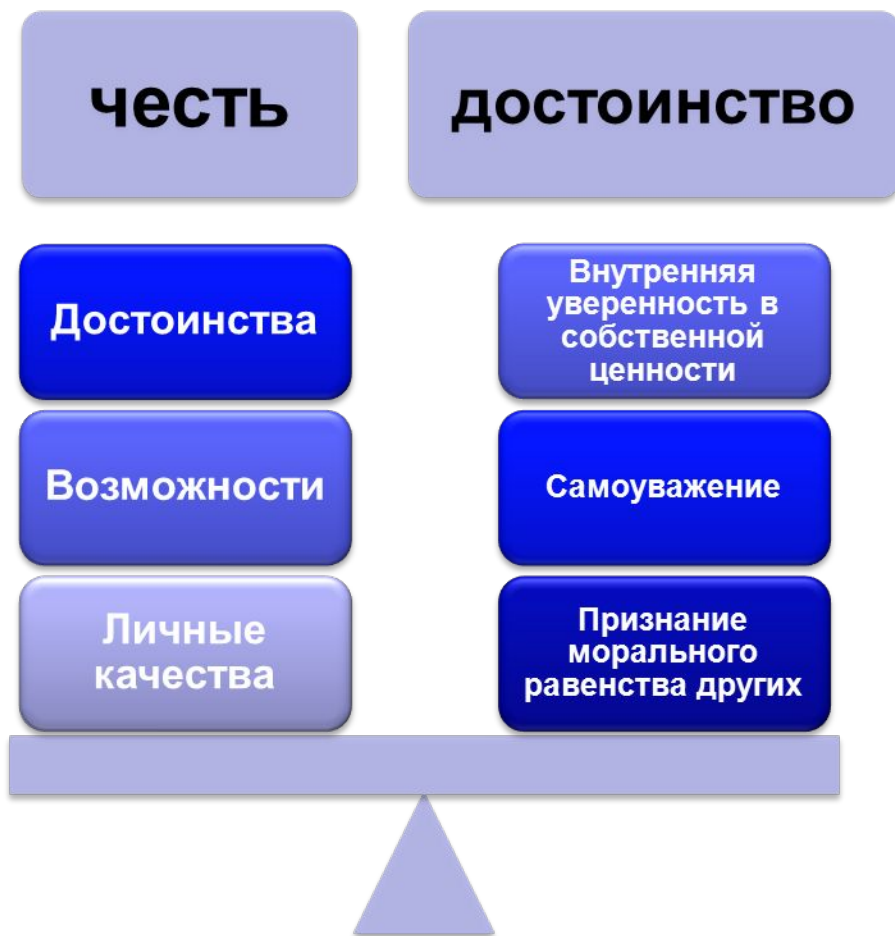 честь
достоинство
Достоинства
Возможности
Личные
качества
Внутренняя
уверенность в
собственной
ценности
Самоуважение
Признание
морального
равенства других